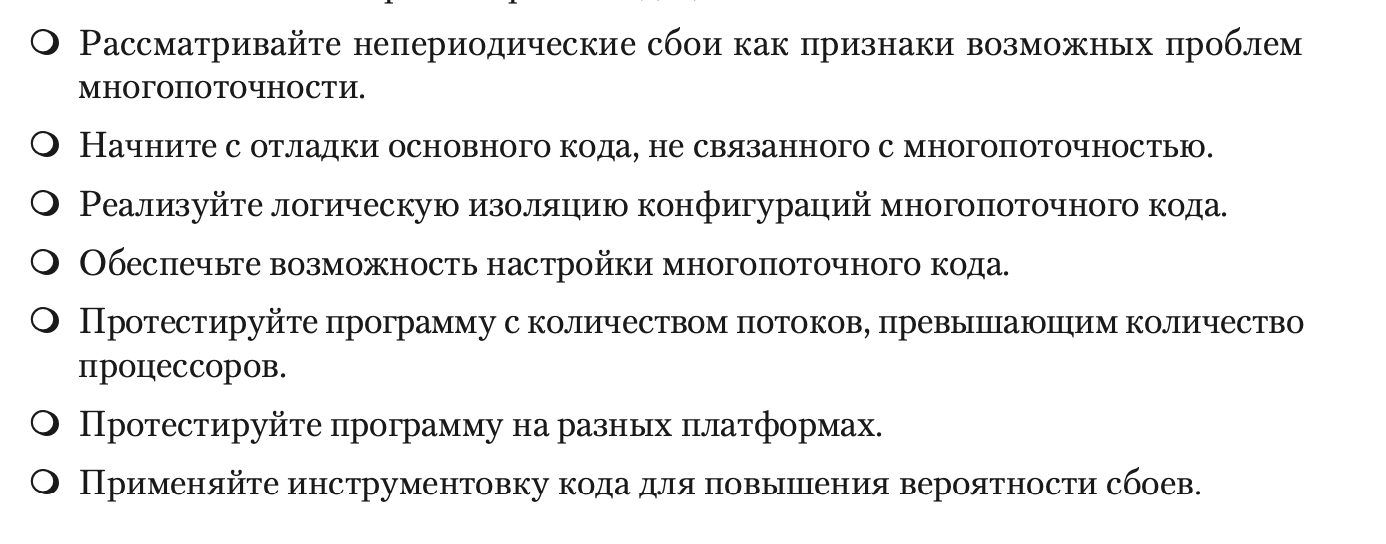 Рассматривайте непериодические сбои как признаки возможных проблем
многопоточности.
Начните с отладки основного кода, не связанного с многопоточностью.
Реализуйте логическую изоляцию конфигураций многопоточного кода.
Обеспечьте возможность настройки многопоточного кода.
Протестируйте программу с количеством потоков, превышающим количество
процессоров.
Протестируйте программу на разных платформах.
Применяйте инструментовку кода для повышения вероятности сбоев.